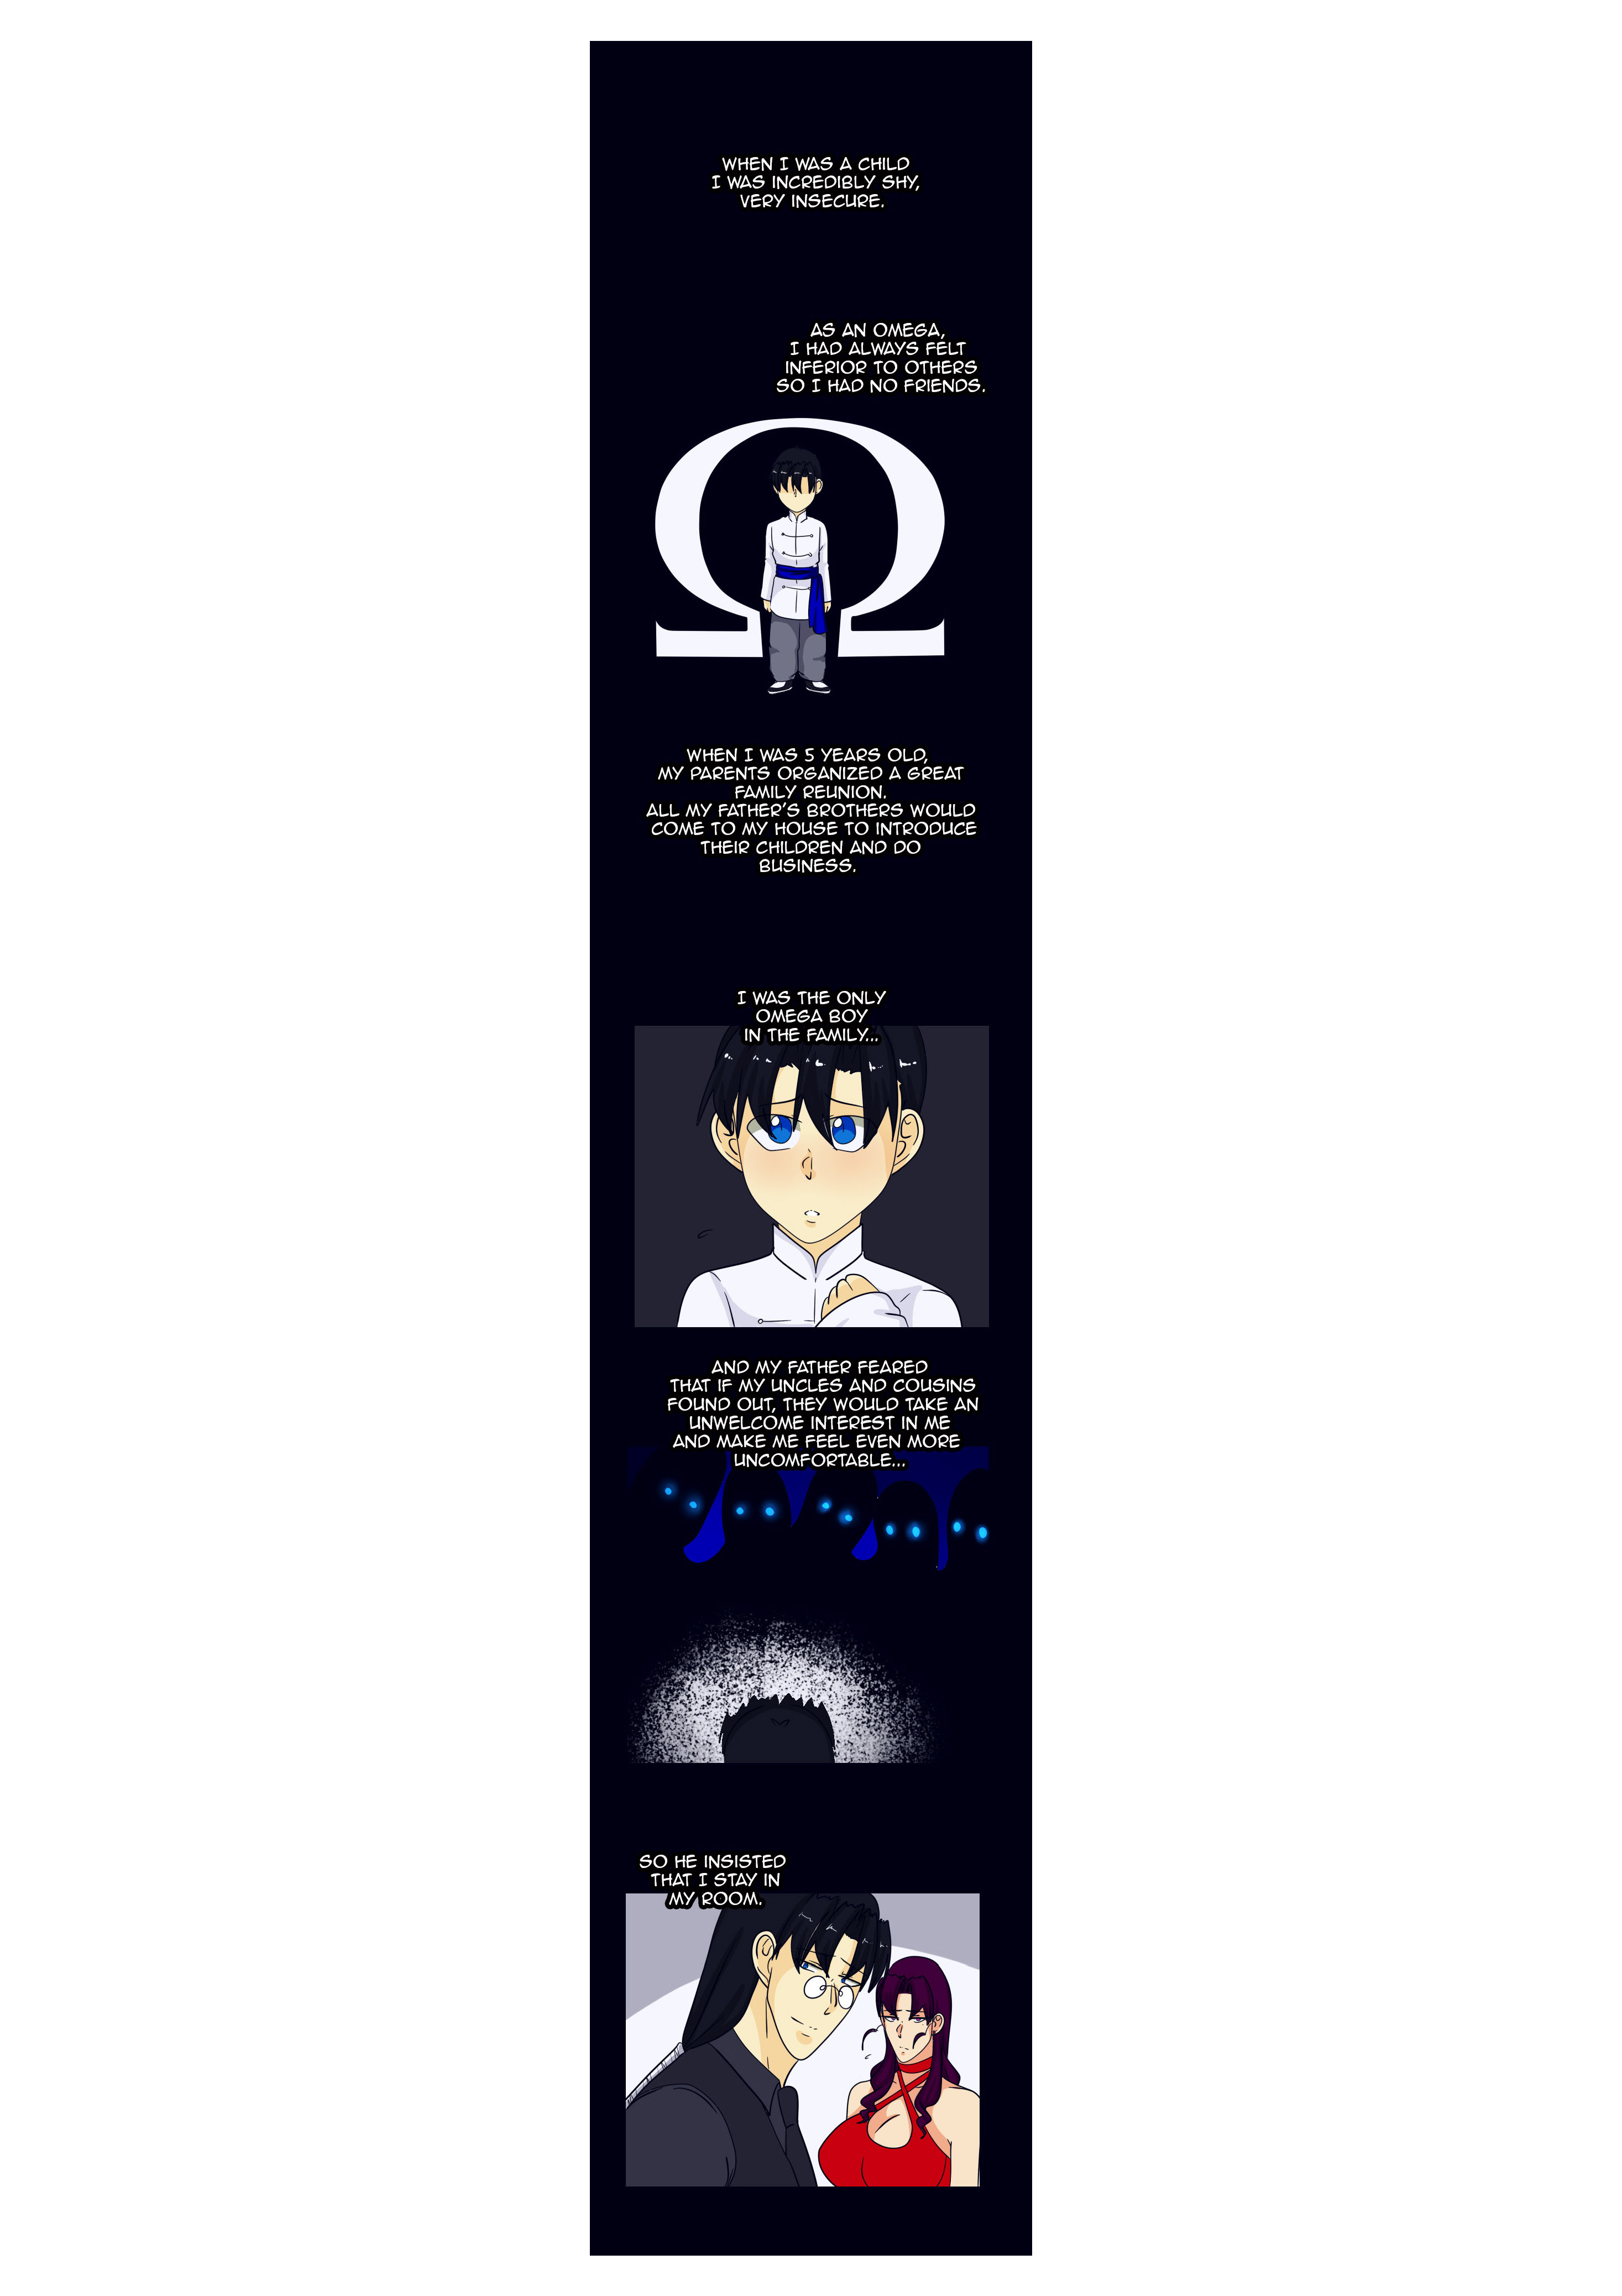 WHEN I WAS A CHILD
I WAS INCREDIBLY SHY,
VERY INSECURE.
AS AN OMEGA,
I HAD ALWAYS FELT
INFERIOR TO OTHERS
SO I HAD NO FRIENDS.
Ω
WHEN I WAS 5 YEARS OLD,
MY PARENTS ORGANIZED A GREAT
FAMILY REUNION.
ALL MY FATHER'S BROTHERS WOULD
COME TO MY HOUSE TO INTRODUCE
THEIR CHILDREN AND DO
BUSINESS.
I WAS THE ONLY
OMEGA BOY
IN THE FAMILY...
AND MY FATHER FEARED
THAT IF MY UNCLES AND COUSINS
FOUND OUT, THEY WOULD TAKE AN
UNWELCOME INTEREST IN ME
AND MAKE ME FEEL EVEN MORE
UNCOMFORTABLE...
SO HE INSISTED
THAT I STAY IN
MY ROOM.